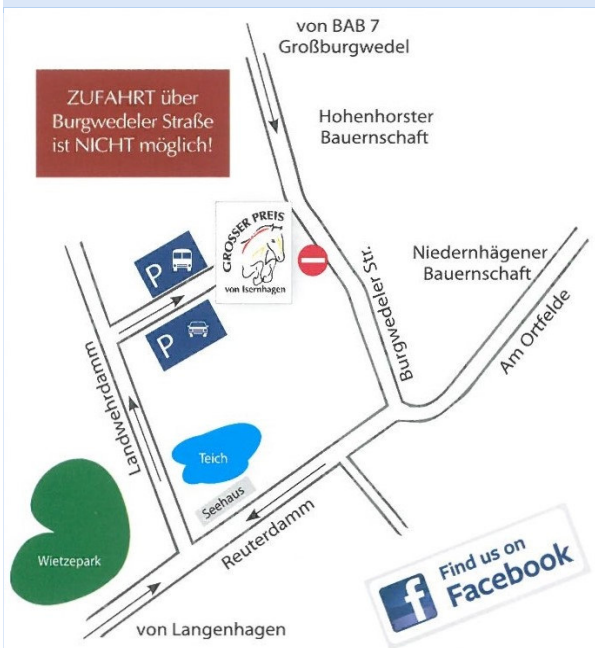 von BAB 7
Großburgwedel
ZUFAHRT über
Burgwedeler Straße
ist NICHT möglich!
Hohenhorster
Bauernschaft
GROSSER PREIS
von Isernhagen
P
P
Niedernhägener
Bauernschaft
Burgwedeler Str.
Am Ortfelde
Landwehrdamm
Teich
Seehaus
Reuterdamm
Wietzepark
von Langenhagen
f
Find us on
Facebook